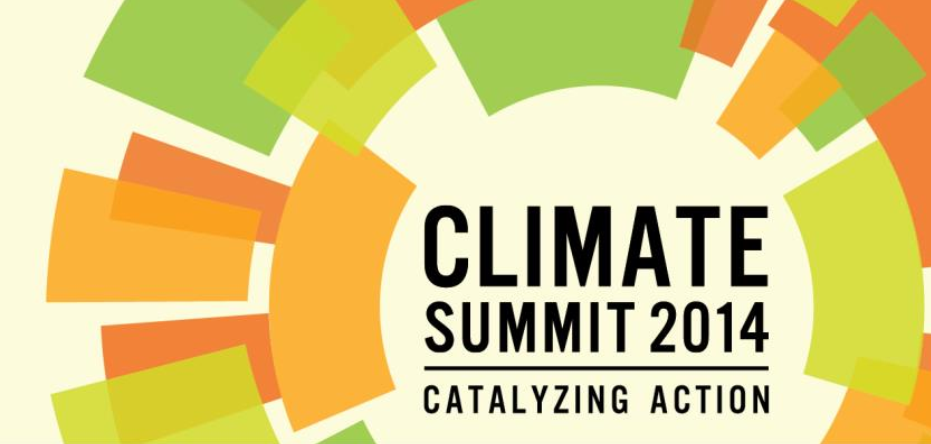 CLIMATE
SUMMIT 2014
CATALYZING ACTION